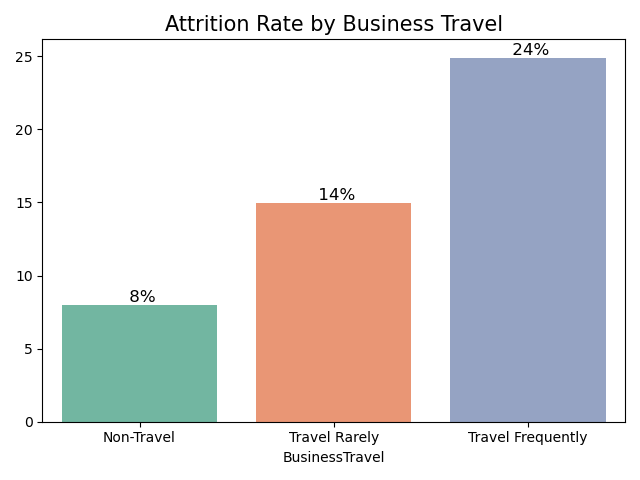 Attrition Rate by Business Travel
25
20
15
10
5
0
8%
14%
24%
Non-Travel
Travel Rarely
Travel Frequently
BusinessTravel